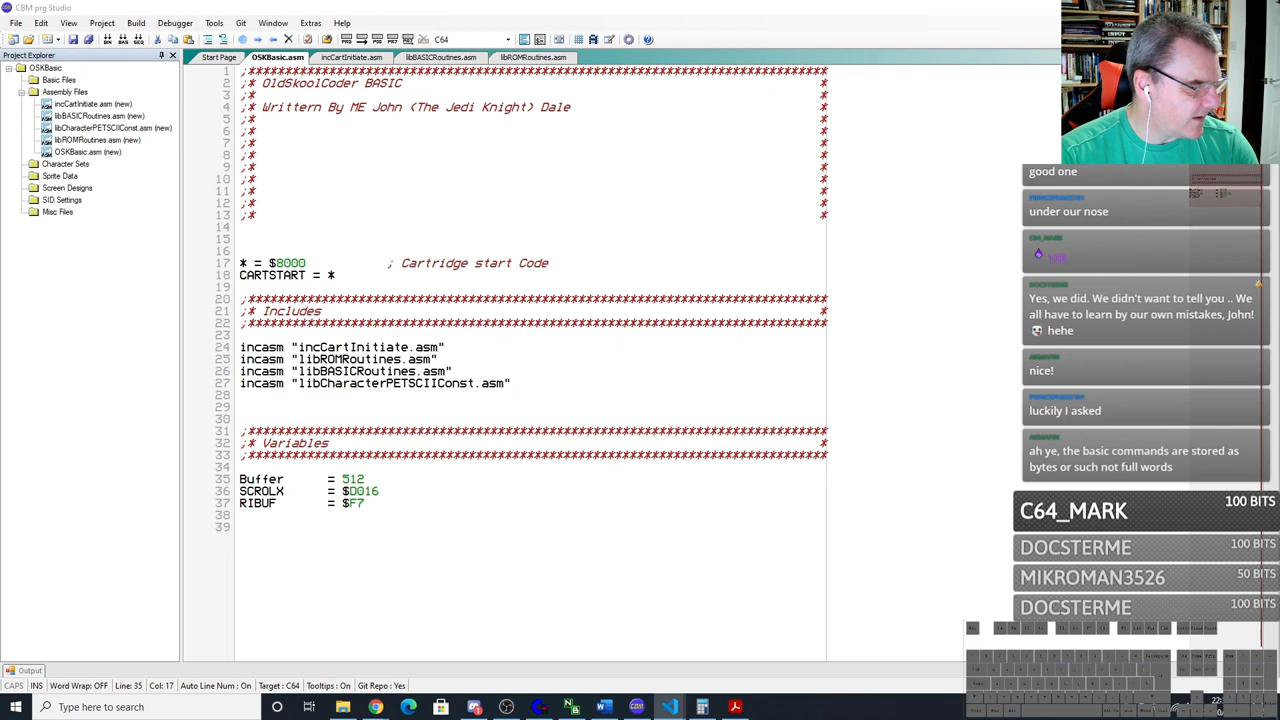 CBM prg Studio
File Edit View Project Build Debugger Tools Git Window Extras Help
C64
Project Explorer
Start Page OSKBasic.asm incCartInitiate.asm libBASICRoutines.asm libROMRoutines.asm
OSKBasic
Basic Files
Assembly Files
incCartInitiate.asm (new)
libBASICRoutines.asm (new)
libCharacterPETSCIIConst.asm (new)
libROMRoutines.asm (new)
OSKBasic.asm (new)
Character Sets
Sprite Data
Screen Designs
SID Settings
Misc Files
1 ;*******************************************************************************
2 ;* OldSkoolCoder BASIC *
3 ;* *
4 ;* Writtern By ME John (The Jedi Knight) Dale *
5 ;* *
6 ;* *
7 ;* *
8 ;* *
9 ;* *
10 ;* *
11 ;* *
12 ;* *
13 ;* *
14
15
16
17 * = $8000 ; Cartridge start Code
18 CARTSTART = *
19
20 ;*******************************************************************************
21 ;* Includes *
22 ;*******************************************************************************
23
24 incasm "incCartInitiate.asm"
25 incasm "libROMRoutines.asm"
26 incasm "libBASICRoutines.asm"
27 incasm "libCharacterPETSCIIConst.asm"
28
29
30
31 ;*******************************************************************************
32 ;* Variables *
33 ;*******************************************************************************
34
35 Buffer = 512
36 SCROLX = $D016
37 RIBUF = $F7
38
39
good one
under our nose
Yes, we did. We didn't want to tell you .. We
all have to learn by our own mistakes, John!
hehe
nice!
luckily I asked
ah ye, the basic commands are stored as
bytes or such not full words
C64_MARK 100 BITS
DOCSTERME 100 BITS
MIKROMAN3526 50 BITS
DOCSTERME 100 BITS
Output
CAPS INS Word Wrap: OFF Line: 35 Col: 17 Auto Line Num : On Target : C64 Tooltips : On Git Repo : Yes
Type here to search